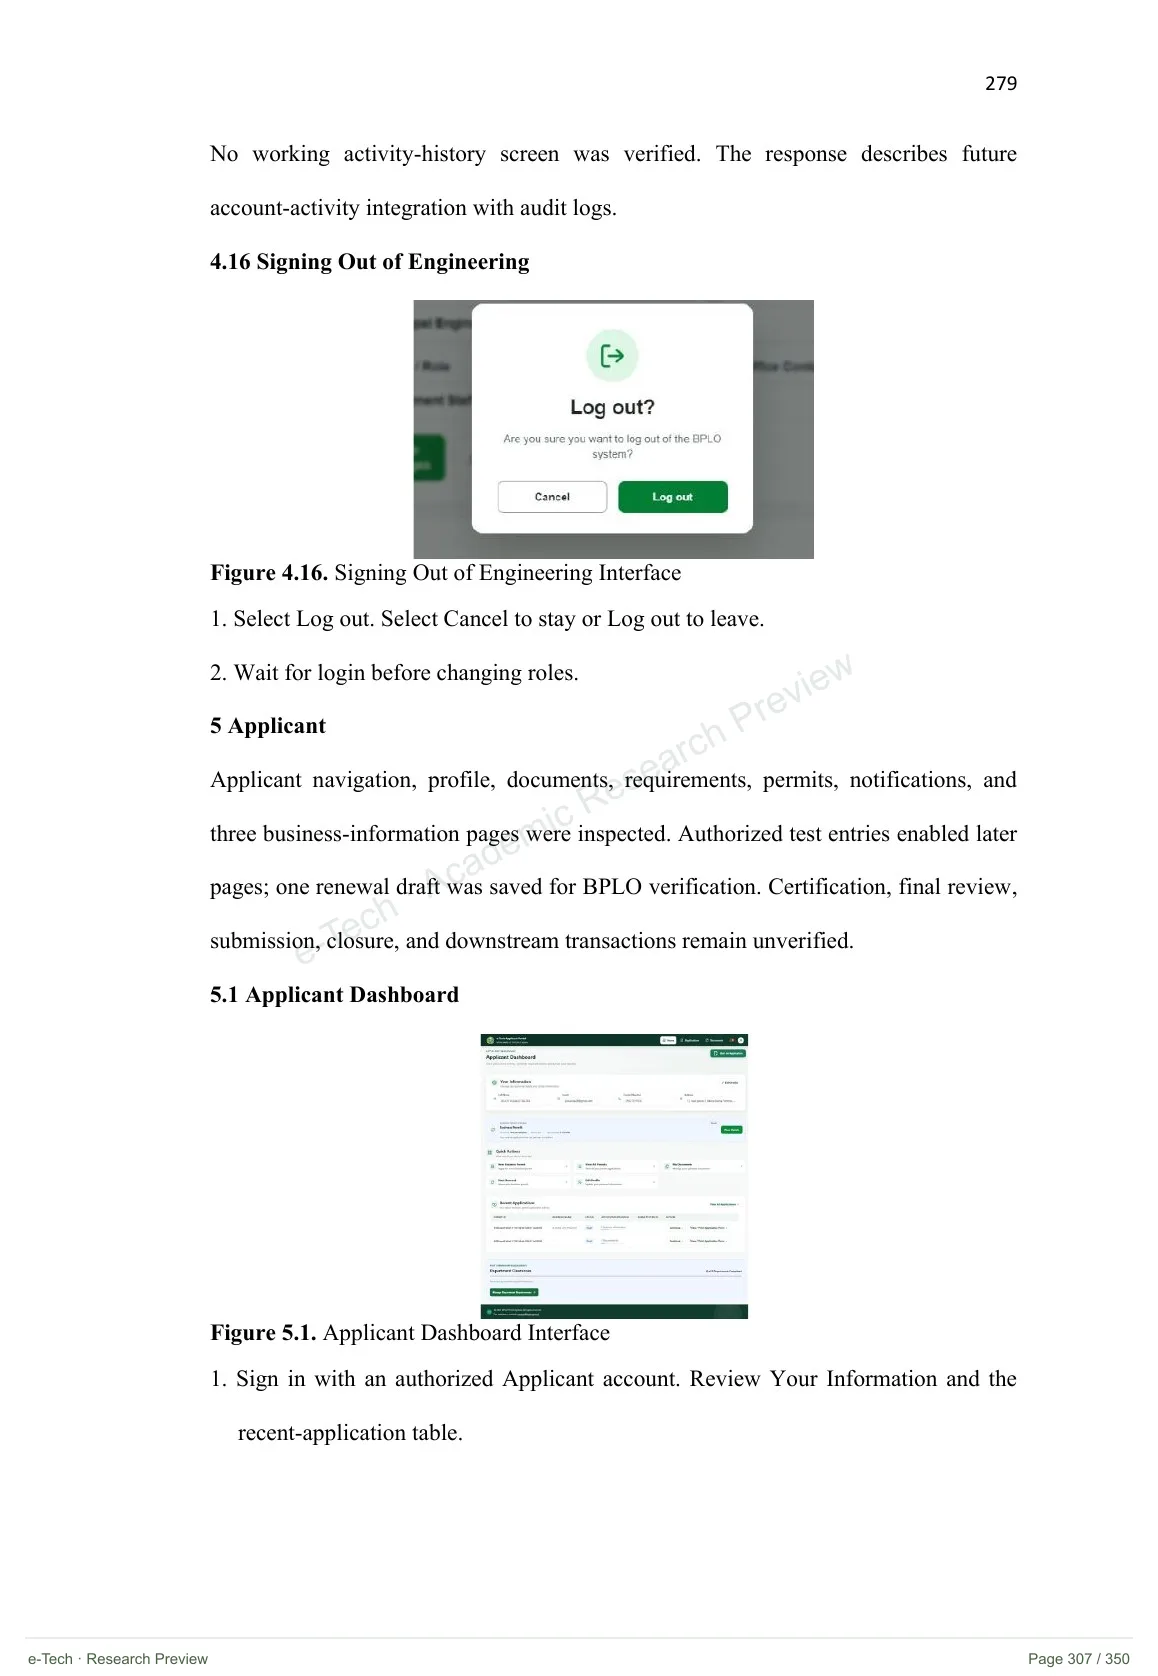 279
No working activity-history screen was verified. The response describes future
account-activity integration with audit logs.
4.16 Signing Out of Engineering
Log out?
Are you sure you want to log out of the BPLO
system?
Cancel
Log out
Figure 4.16. Signing Out of Engineering Interface
1. Select Log out. Select Cancel to stay or Log out to leave.
2. Wait for login before changing roles.
5 Applicant
Applicant navigation, profile, documents, requirements, permits, notifications, and
three business-information pages were inspected. Authorized test entries enabled later
pages; one renewal draft was saved for BPLO verification. Certification, final review,
submission, closure, and downstream transactions remain unverified.
e-Tech Academic Research Preview
5.1 Applicant Dashboard
Applicant Dashboard
Your Information
Quick Actions
Recent Applications
Figure 5.1. Applicant Dashboard Interface
1. Sign in with an authorized Applicant account. Review Your Information and the
recent-application table.
e-Tech · Research Preview
Page 307 / 350